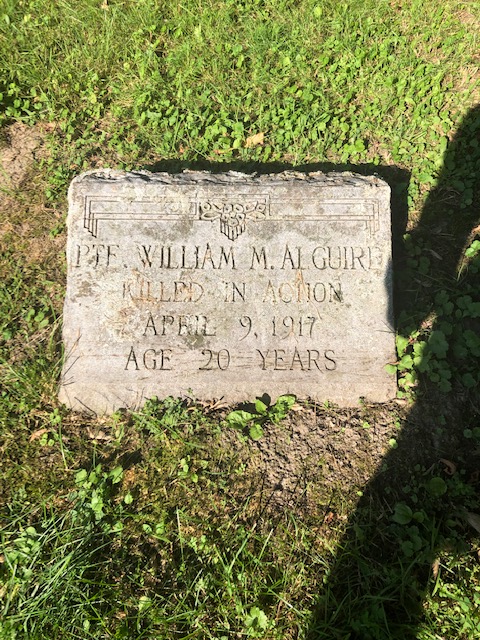 PTE. WILLIAM M. ALGUIRE
KILLED IN ACTION
APRIL 9, 1917
AGE 20 YEARS